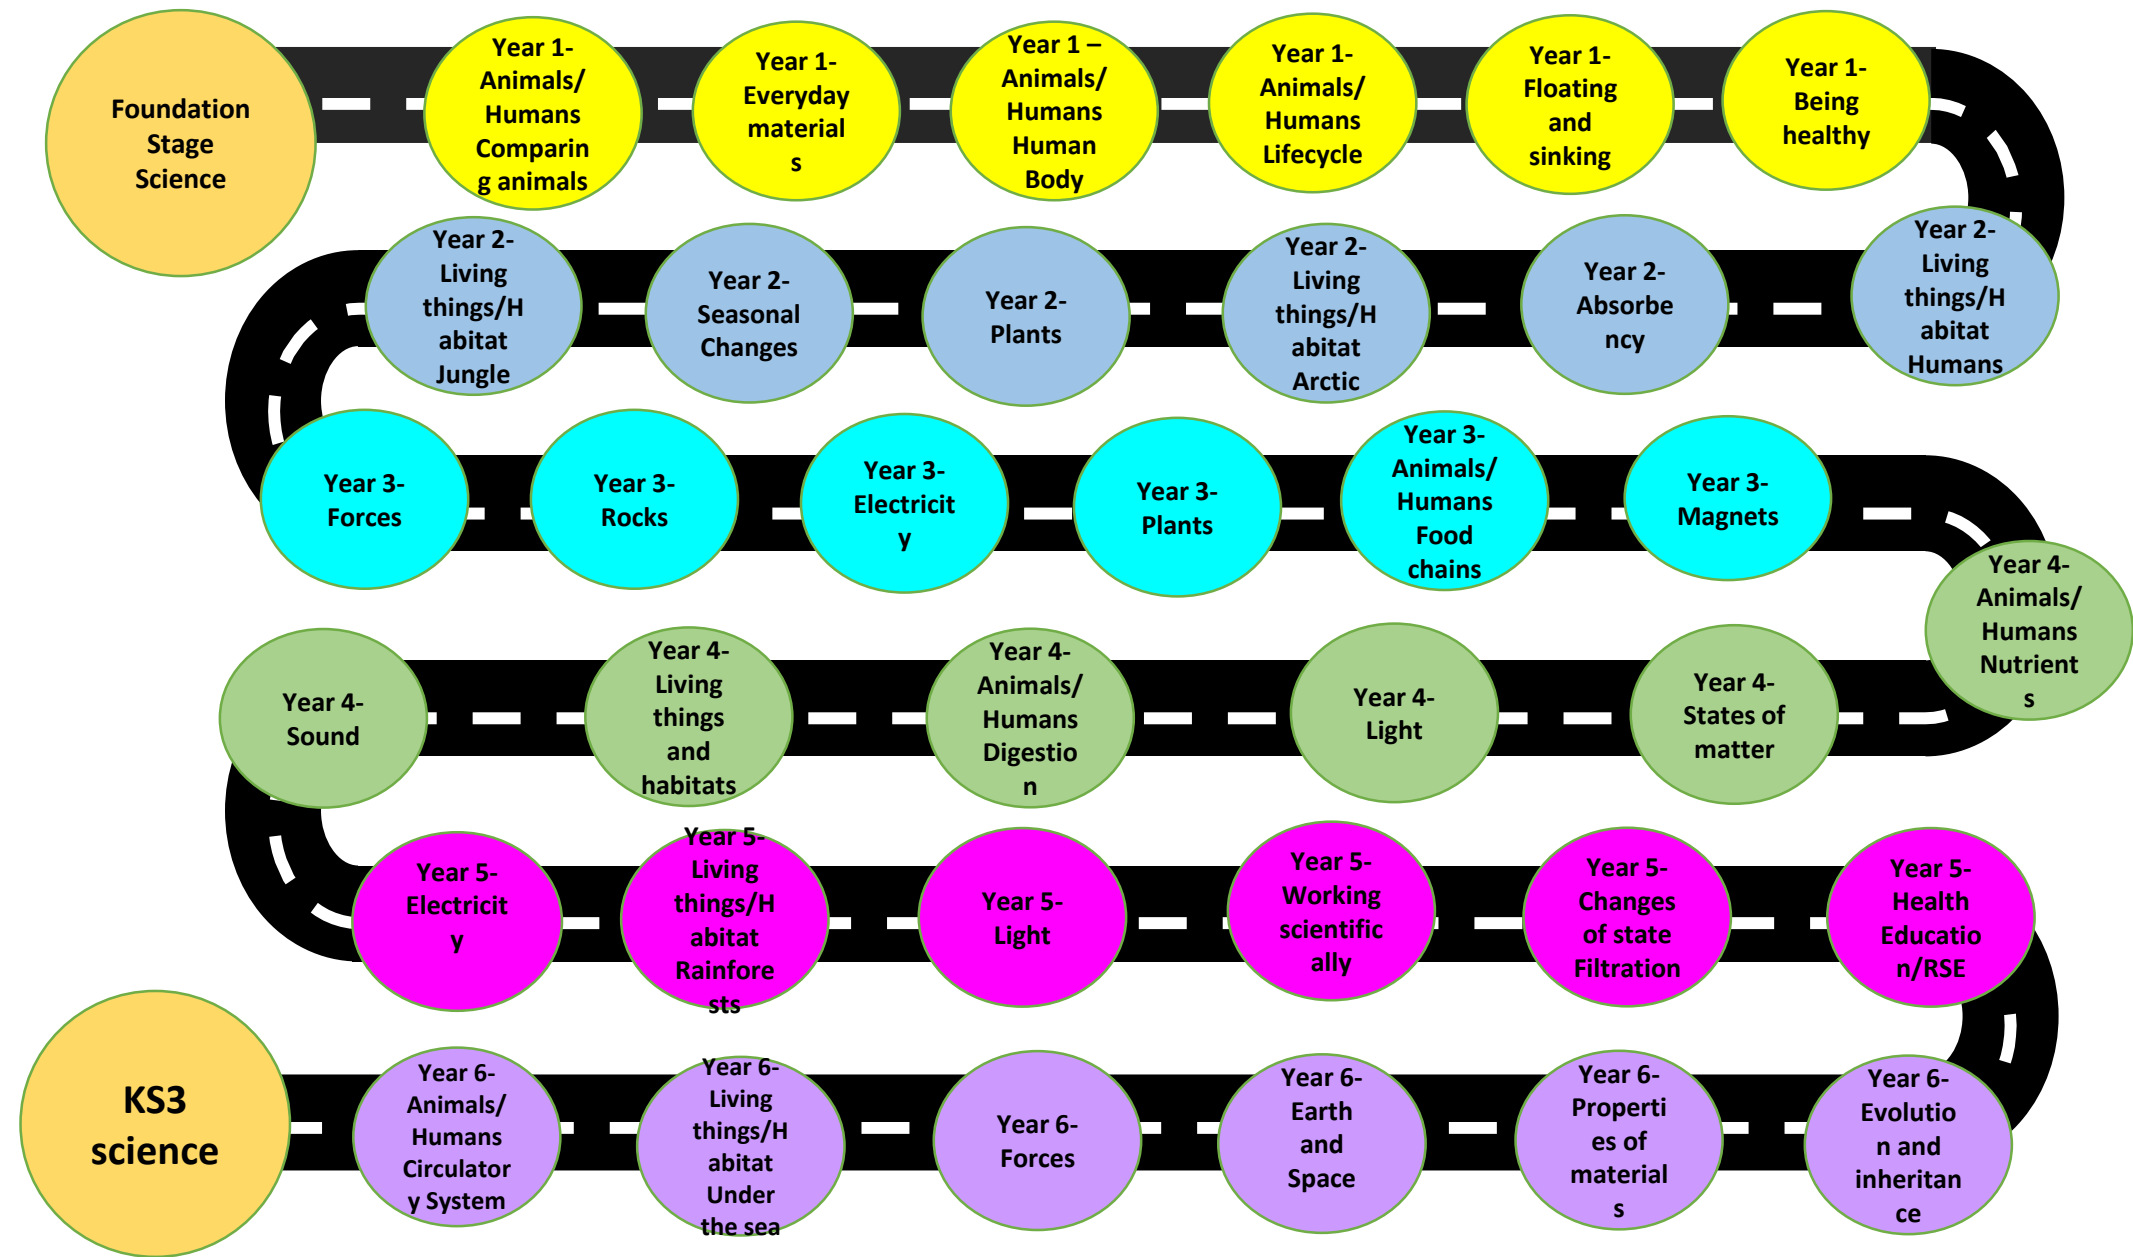 Foundation
Stage
Science
Year 1-
Animals/
Humans
Comparin
g animals
Year 1-
Everyday
material
s
Year 1 –
Animals/
Humans
Human
Body
Year 1-
Animals/
Humans
Lifecycle
Year 1-
Floating
and
sinking
Year 1-
Being
healthy
Year 2-
Living
things/H
abitat
Jungle
Year 2-
Seasonal
Changes
Year 2-
Plants
Year 2-
Living
things/H
abitat
Arctic
Year 2-
Absorbe
ncy
Year 2-
Living
things/H
abitat
Humans
Year 3-
Forces
Year 3-
Rocks
Year 3-
Electricit
y
Year 3-
Plants
Year 3-
Animals/
Humans
Food
chains
Year 3-
Magnets
Year 4-
Animals/
Humans
Nutrient
s
Year 4-
Sound
Year 4-
Living
things
and
habitats
Year 4-
Animals/
Humans
Digestio
n
Year 4-
Light
Year 4-
States of
matter
Year 5-
Electricit
y
Year 5-
Living
things/H
abitat
Rainfore
sts
Year 5-
Light
Year 5-
Working
scientific
ally
Year 5-
Changes
of state
Filtration
Year 5-
Health
Educatio
n/RSE
KS3
science
Year 6-
Animals/
Humans
Circulator
y System
Year 6-
Living
things/H
abitat
Under
the sea
Year 6-
Forces
Year 6-
Earth
and
Space
Year 6-
Properti
es of
material
s
Year 6-
Evolutio
n and
inheritan
ce